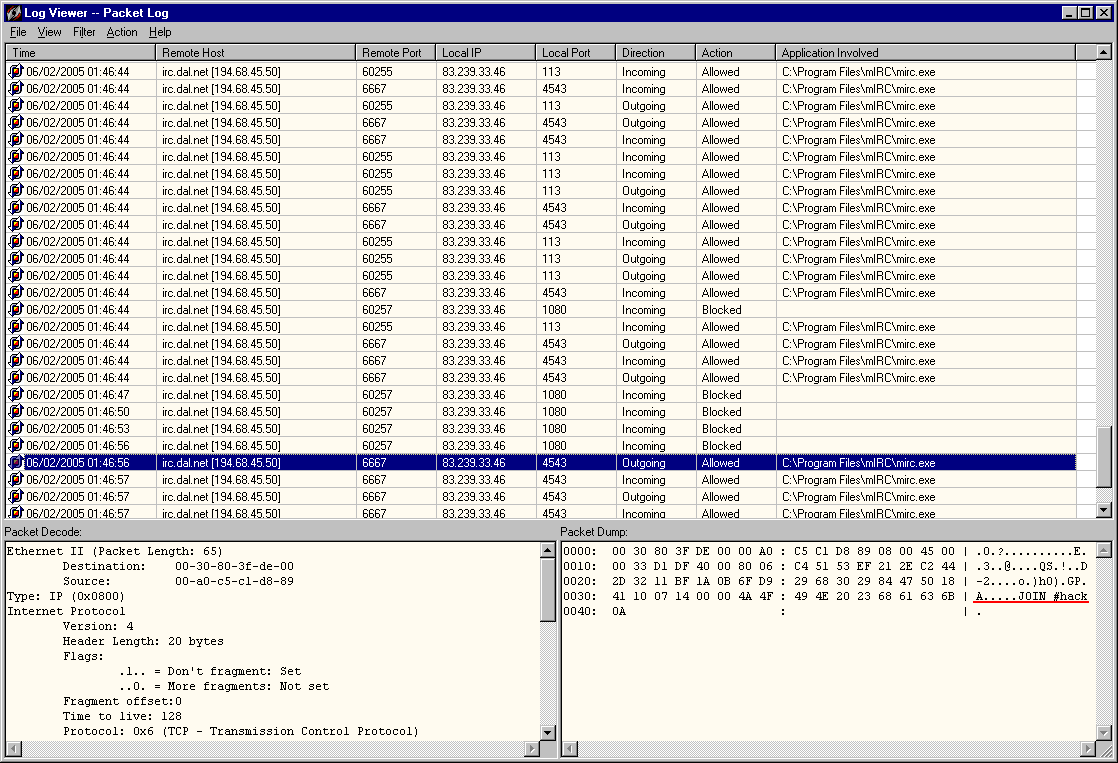 Log Viewer -- Packet Log
File View Filter Action Help
Time Remote Host Remote Port Local IP Local Port Direction Action Application Involved
06/02/2005 01:46:44 irc.dal.net [194.68.45.50] 60255 83.239.33.46 113 Incoming Allowed C:\Program Files\mIRC\mirc.exe
06/02/2005 01:46:44 irc.dal.net [194.68.45.50] 6667 83.239.33.46 4543 Incoming Allowed C:\Program Files\mIRC\mirc.exe
06/02/2005 01:46:44 irc.dal.net [194.68.45.50] 60255 83.239.33.46 113 Outgoing Allowed C:\Program Files\mIRC\mirc.exe
06/02/2005 01:46:44 irc.dal.net [194.68.45.50] 6667 83.239.33.46 4543 Outgoing Allowed C:\Program Files\mIRC\mirc.exe
06/02/2005 01:46:44 irc.dal.net [194.68.45.50] 6667 83.239.33.46 4543 Incoming Allowed C:\Program Files\mIRC\mirc.exe
06/02/2005 01:46:44 irc.dal.net [194.68.45.50] 60255 83.239.33.46 113 Incoming Allowed C:\Program Files\mIRC\mirc.exe
06/02/2005 01:46:44 irc.dal.net [194.68.45.50] 60255 83.239.33.46 113 Incoming Allowed C:\Program Files\mIRC\mirc.exe
06/02/2005 01:46:44 irc.dal.net [194.68.45.50] 60255 83.239.33.46 113 Outgoing Allowed C:\Program Files\mIRC\mirc.exe
06/02/2005 01:46:44 irc.dal.net [194.68.45.50] 6667 83.239.33.46 4543 Incoming Allowed C:\Program Files\mIRC\mirc.exe
06/02/2005 01:46:44 irc.dal.net [194.68.45.50] 6667 83.239.33.46 4543 Outgoing Allowed C:\Program Files\mIRC\mirc.exe
06/02/2005 01:46:44 irc.dal.net [194.68.45.50] 60255 83.239.33.46 113 Incoming Allowed C:\Program Files\mIRC\mirc.exe
06/02/2005 01:46:44 irc.dal.net [194.68.45.50] 60255 83.239.33.46 113 Outgoing Allowed C:\Program Files\mIRC\mirc.exe
06/02/2005 01:46:44 irc.dal.net [194.68.45.50] 60255 83.239.33.46 113 Outgoing Allowed C:\Program Files\mIRC\mirc.exe
06/02/2005 01:46:44 irc.dal.net [194.68.45.50] 6667 83.239.33.46 4543 Incoming Allowed C:\Program Files\mIRC\mirc.exe
06/02/2005 01:46:44 irc.dal.net [194.68.45.50] 60257 83.239.33.46 1080 Incoming Blocked
06/02/2005 01:46:44 irc.dal.net [194.68.45.50] 60255 83.239.33.46 113 Incoming Allowed C:\Program Files\mIRC\mirc.exe
06/02/2005 01:46:44 irc.dal.net [194.68.45.50] 6667 83.239.33.46 4543 Outgoing Allowed C:\Program Files\mIRC\mirc.exe
06/02/2005 01:46:44 irc.dal.net [194.68.45.50] 6667 83.239.33.46 4543 Incoming Allowed C:\Program Files\mIRC\mirc.exe
06/02/2005 01:46:44 irc.dal.net [194.68.45.50] 6667 83.239.33.46 4543 Outgoing Allowed C:\Program Files\mIRC\mirc.exe
06/02/2005 01:46:47 irc.dal.net [194.68.45.50] 60257 83.239.33.46 1080 Incoming Blocked
06/02/2005 01:46:50 irc.dal.net [194.68.45.50] 60257 83.239.33.46 1080 Incoming Blocked
06/02/2005 01:46:53 irc.dal.net [194.68.45.50] 60257 83.239.33.46 1080 Incoming Blocked
06/02/2005 01:46:56 irc.dal.net [194.68.45.50] 60257 83.239.33.46 1080 Incoming Blocked
06/02/2005 01:46:56 irc.dal.net [194.68.45.50] 6667 83.239.33.46 4543 Outgoing Allowed C:\Program Files\mIRC\mirc.exe
06/02/2005 01:46:57 irc.dal.net [194.68.45.50] 6667 83.239.33.46 4543 Incoming Allowed C:\Program Files\mIRC\mirc.exe
06/02/2005 01:46:57 irc.dal.net [194.68.45.50] 6667 83.239.33.46 4543 Outgoing Allowed C:\Program Files\mIRC\mirc.exe
06/02/2005 01:46:57 irc.dal.net [194.68.45.50] 6667 83.239.33.46 4543 Incoming Allowed C:\Program Files\mIRC\mirc.exe
Packet Decode:
Ethernet II (Packet Length: 65)
Destination: 00-30-80-3f-de-00
Source: 00-a0-c5-c1-d8-89
Type: IP (0x0800)
Internet Protocol
Version: 4
Header Length: 20 bytes
Flags:
.1.. = Don't fragment: Set
..0. = More fragments: Not set
Fragment offset:0
Time to live: 128
Protocol: 0x6 (TCP - Transmission Control Protocol)
Packet Dump:
0000: 00 30 80 3F DE 00 00 A0 : C5 C1 D8 89 08 00 45 00 | .0.?..........E.
0010: 00 33 D1 DF 40 00 80 06 : C4 51 53 EF 21 2E C2 44 | .3..@....QS.!..D
0020: 2D 32 11 BF 1A 0B 6F D9 : 29 68 30 29 84 47 50 18 | -2....o.)h0).GP.
0030: 41 10 07 14 00 00 4A 4F : 49 4E 20 23 68 61 63 6B | A.....JOIN #hack
0040: 0A : | .